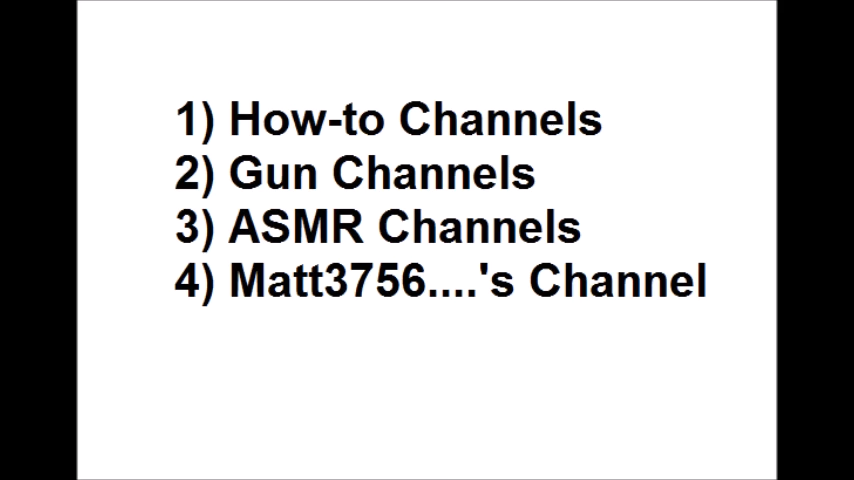 1) How-to Channels
2) Gun Channels
3) ASMR Channels
4) Matt3756....'s Channel